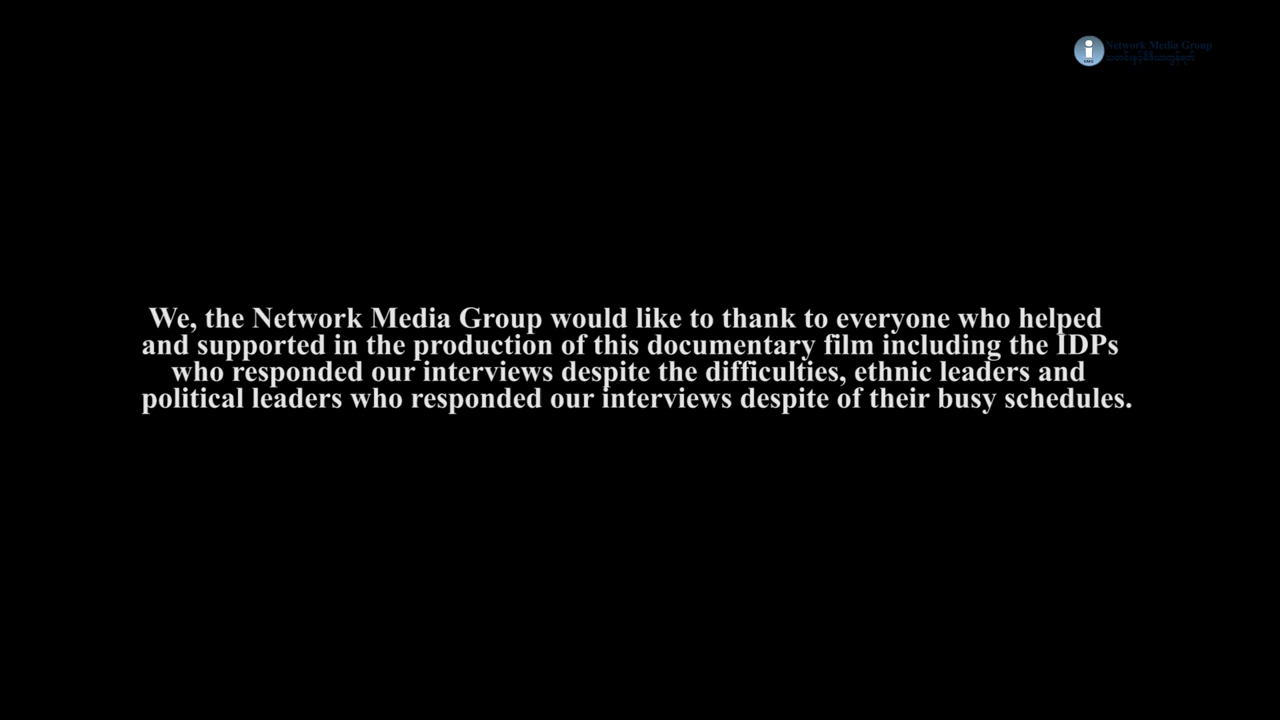 Network Media Group
We, the Network Media Group would like to thank to everyone who helped
and supported in the production of this documentary film including the IDPs
who responded our interviews despite the difficulties, ethnic leaders and
political leaders who responded our interviews despite of their busy schedules.